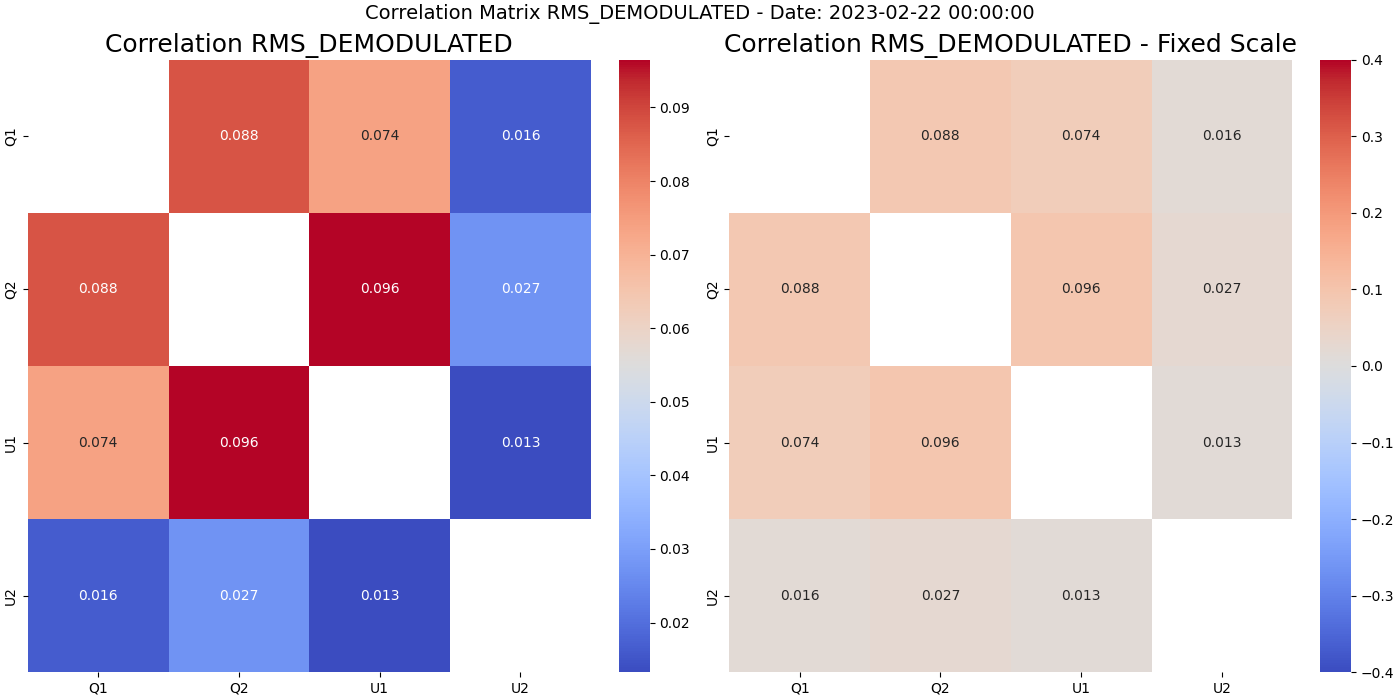 Correlation Matrix RMS_DEMODULATED - Date: 2023-02-22 00:00:00
Correlation RMS_DEMODULATED
Q1
0.088
0.074
0.016
Q2
0.088
0.096
0.027
U1
0.074
0.096
0.013
U2
0.016
0.027
0.013
Q1
Q2
U1
U2
0.09
0.08
0.07
0.06
0.05
0.04
0.03
0.02
Correlation RMS_DEMODULATED - Fixed Scale
Q1
0.088
0.074
0.016
Q2
0.088
0.096
0.027
U1
0.074
0.096
0.013
U2
0.016
0.027
0.013
Q1
Q2
U1
U2
0.4
0.3
0.2
0.1
0.0
−0.1
−0.2
−0.3
−0.4